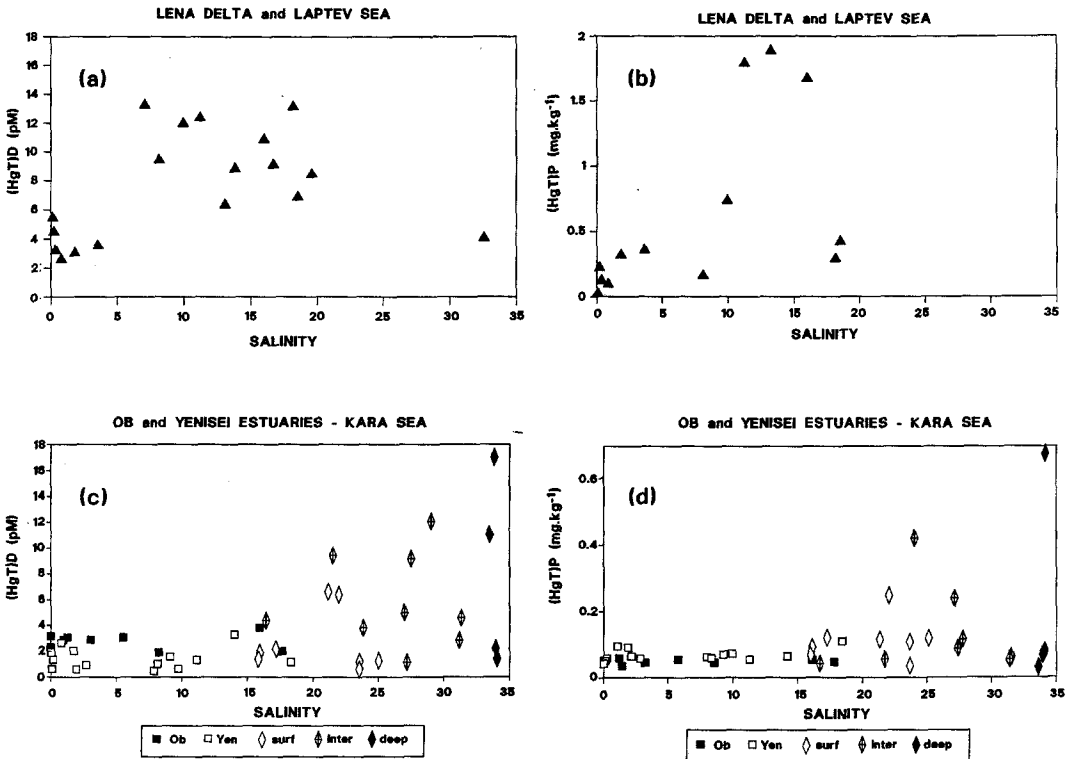 LENA DELTA and LAPTEV SEA
(a)
(HgT)D (pM)
18
16
14
12
10
8
6
4
2
0
0 5 10 15 20 25 30 35
SALINITY
LENA DELTA and LAPTEV SEA
(b)
(HgT)P (mg.kg-1)
2
1.5
1
0.5
0
0 5 10 15 20 25 30 35
SALINITY
OB and YENISEI ESTUARIES - KARA SEA
(c)
(HgT)D (pM)
18
16
14
12
10
8
6
4
2
0
0 5 10 15 20 25 30 35
SALINITY
Ob Yen surf inter deep
OB and YENISEI ESTUARIES - KARA SEA
(d)
(HgT)P (mg.kg-1)
0.6
0.4
0.2
0
0 5 10 15 20 25 30 35
SALINITY
Ob Yen surf Inter deep